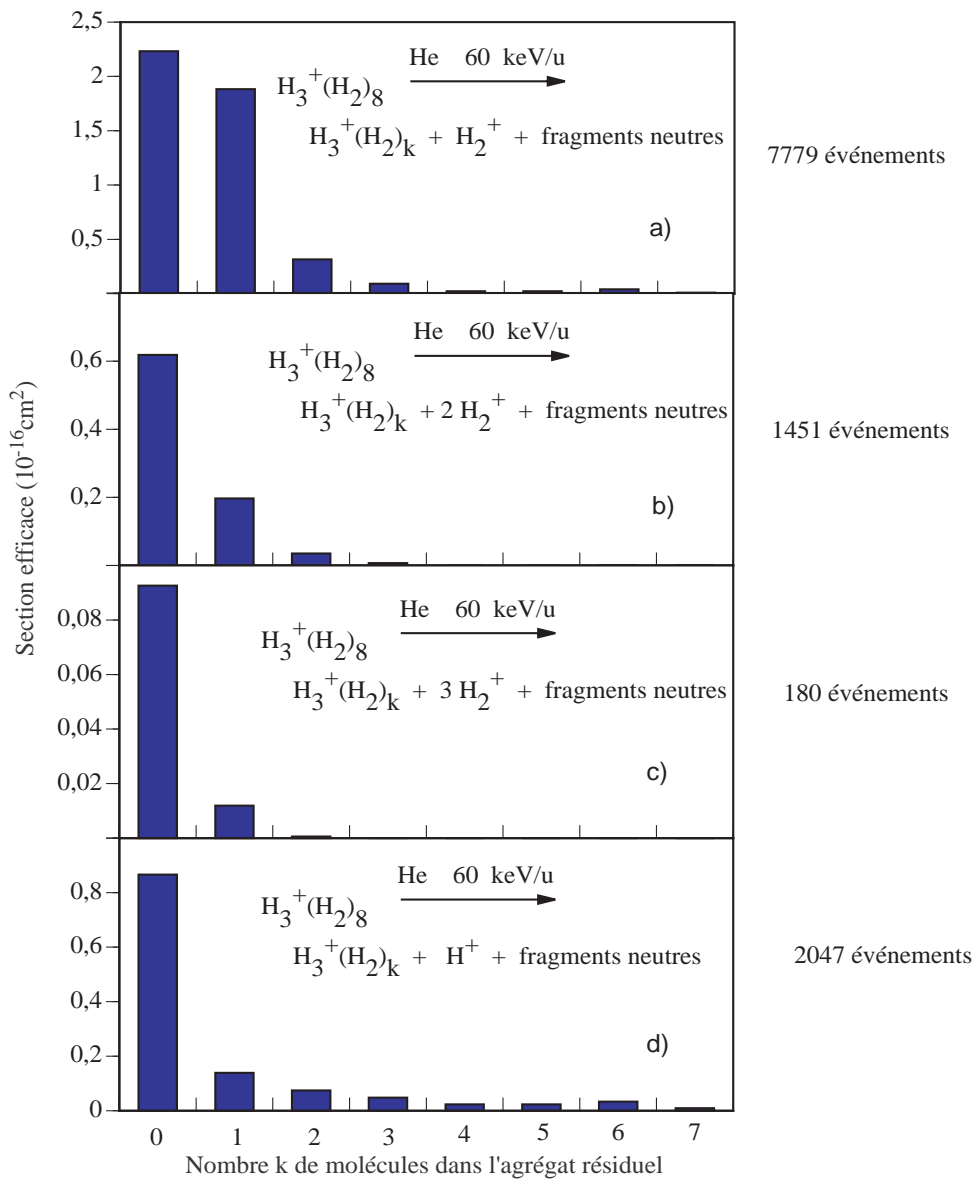 Section efficace (10⁻¹⁶cm²)
2,5
2
1,5
1
0,5
He 60 keV/u
H₃⁺(H₂)₈
H₃⁺(H₂)ₖ + H₂⁺ + fragments neutres
a)
7779 événements
0,6
0,4
0,2
He 60 keV/u
H₃⁺(H₂)₈
H₃⁺(H₂)ₖ + 2 H₂⁺ + fragments neutres
b)
1451 événements
0,08
0,06
0,04
0,02
He 60 keV/u
H₃⁺(H₂)₈
H₃⁺(H₂)ₖ + 3 H₂⁺ + fragments neutres
c)
180 événements
0,8
0,6
0,4
0,2
0
He 60 keV/u
H₃⁺(H₂)₈
H₃⁺(H₂)ₖ + H⁺ + fragments neutres
d)
2047 événements
0 1 2 3 4 5 6 7
Nombre k de molécules dans l'agrégat résiduel